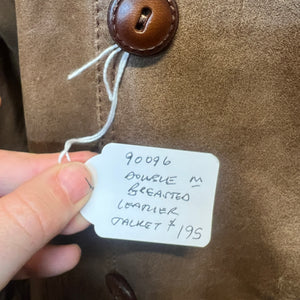 90096
DOUBLE M
BREASTED
LEATHER
JACKET $195